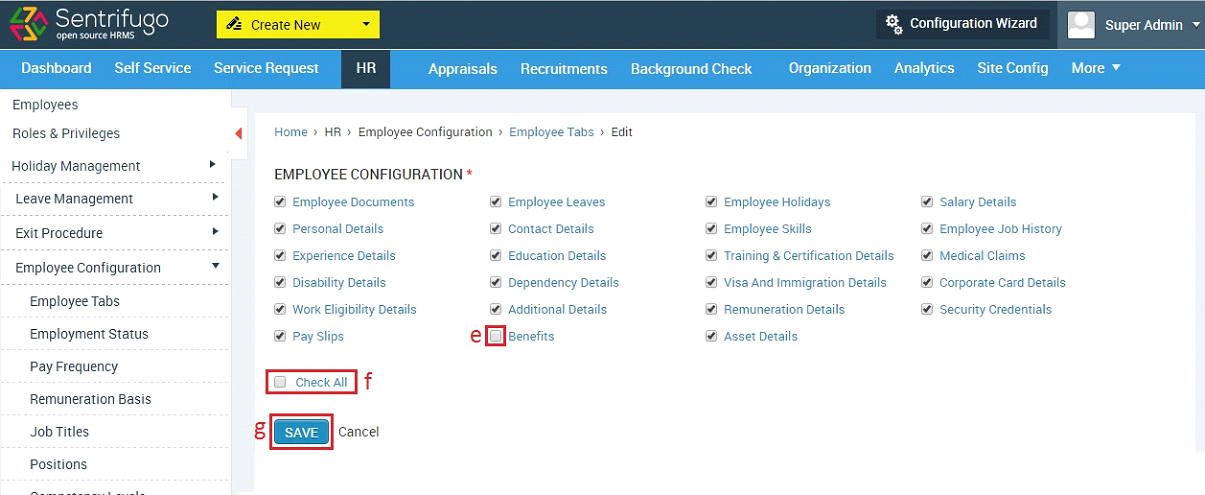 Sentrifugo
open source HRMS
Create New
Configuration Wizard
Super Admin
Dashboard Self Service Service Request HR Appraisals Recruitments Background Check Organization Analytics Site Config More
Employees
Roles & Privileges
Holiday Management
Leave Management
Exit Procedure
Employee Configuration
Employee Tabs
Employment Status
Pay Frequency
Remuneration Basis
Job Titles
Positions
Competency Levels
Home › HR › Employee Configuration › Employee Tabs › Edit
EMPLOYEE CONFIGURATION *
Employee Documents Employee Leaves Employee Holidays Salary Details
Personal Details Contact Details Employee Skills Employee Job History
Experience Details Education Details Training & Certification Details Medical Claims
Disability Details Dependency Details Visa And Immigration Details Corporate Card Details
Work Eligibility Details Additional Details Remuneration Details Security Credentials
Pay Slips e Benefits Asset Details
Check All f
g SAVE Cancel